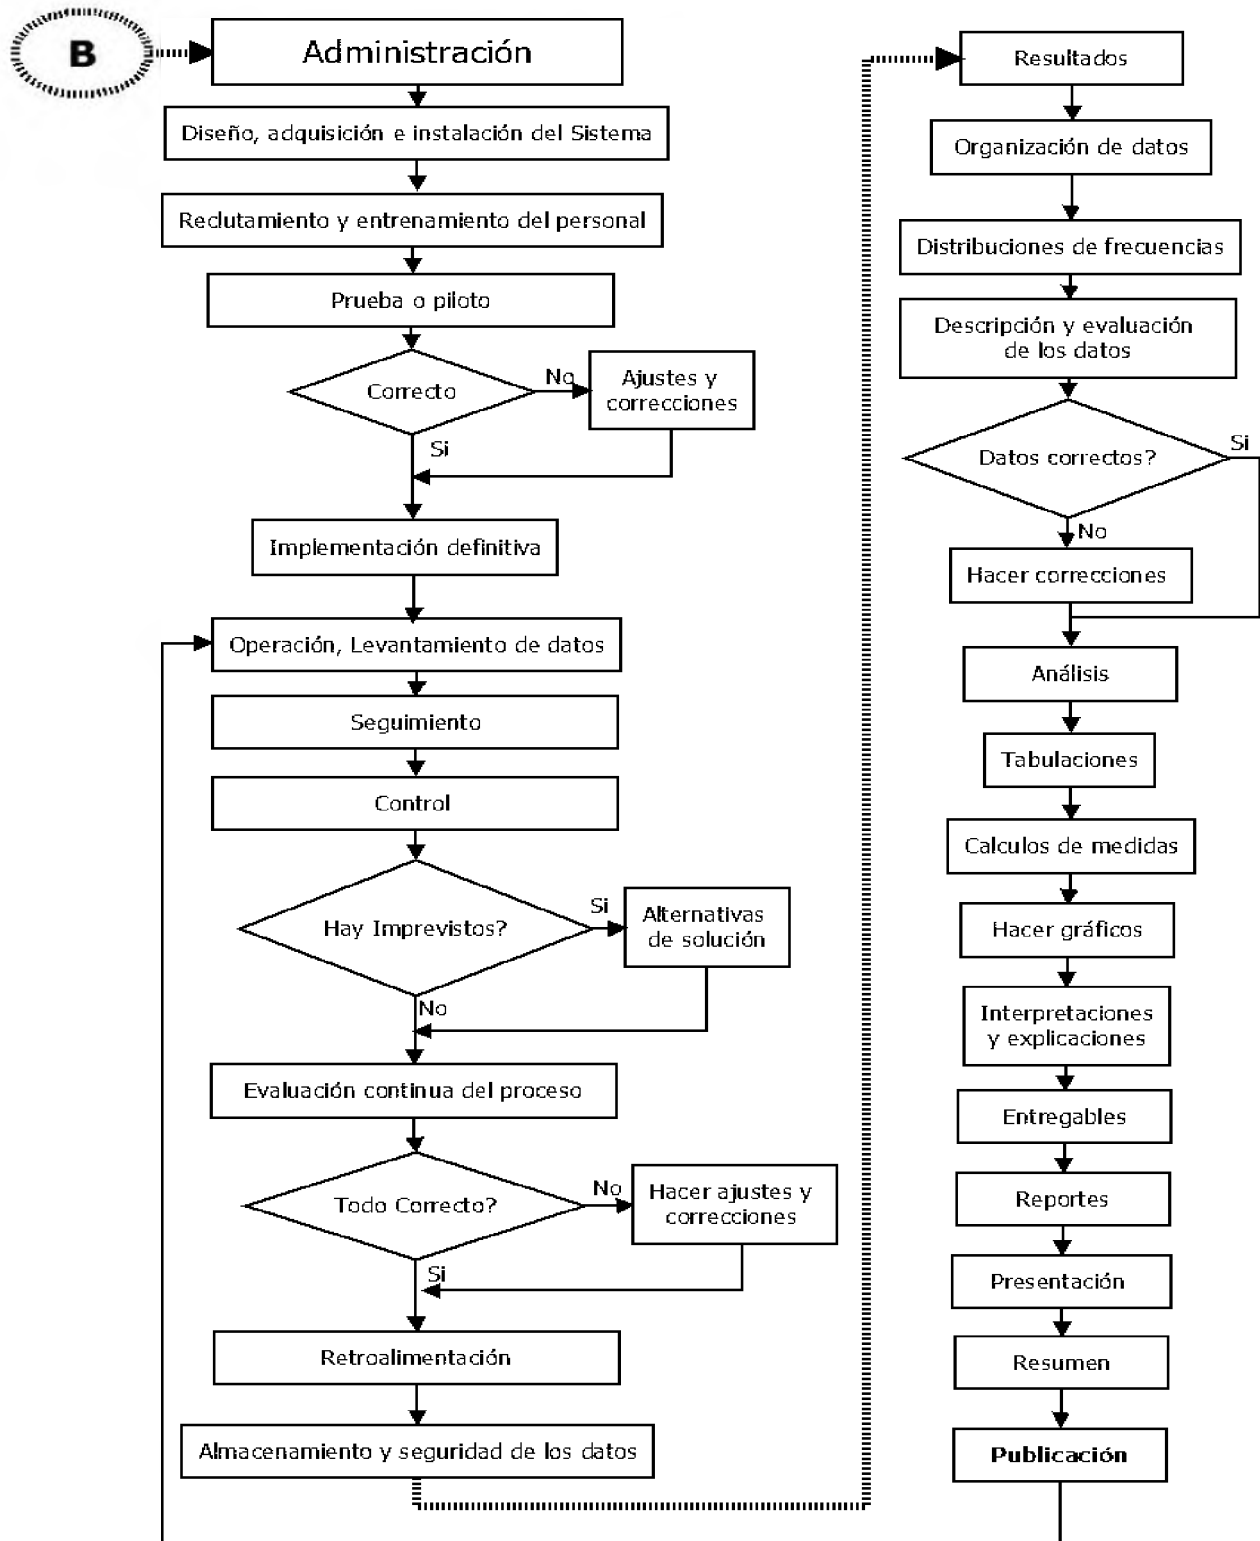 B
Administración
Diseño, adquisición e instalación del Sistema
Reclutamiento y entrenamiento del personal
Prueba o piloto
Correcto
No
Ajustes y
correcciones
Si
Implementación definitiva
Operación, Levantamiento de datos
Seguimiento
Control
Hay Imprevistos?
Si
Alternativas
de solución
No
Evaluación continua del proceso
Todo Correcto?
No
Hacer ajustes y
correcciones
Si
Retroalimentación
Almacenamiento y seguridad de los datos
Resultados
Organización de datos
Distribuciones de frecuencias
Descripción y evaluación
de los datos
Datos correctos?
Si
No
Hacer correcciones
Análisis
Tabulaciones
Calculos de medidas
Hacer gráficos
Interpretaciones
y explicaciones
Entregables
Reportes
Presentación
Resumen
Publicación